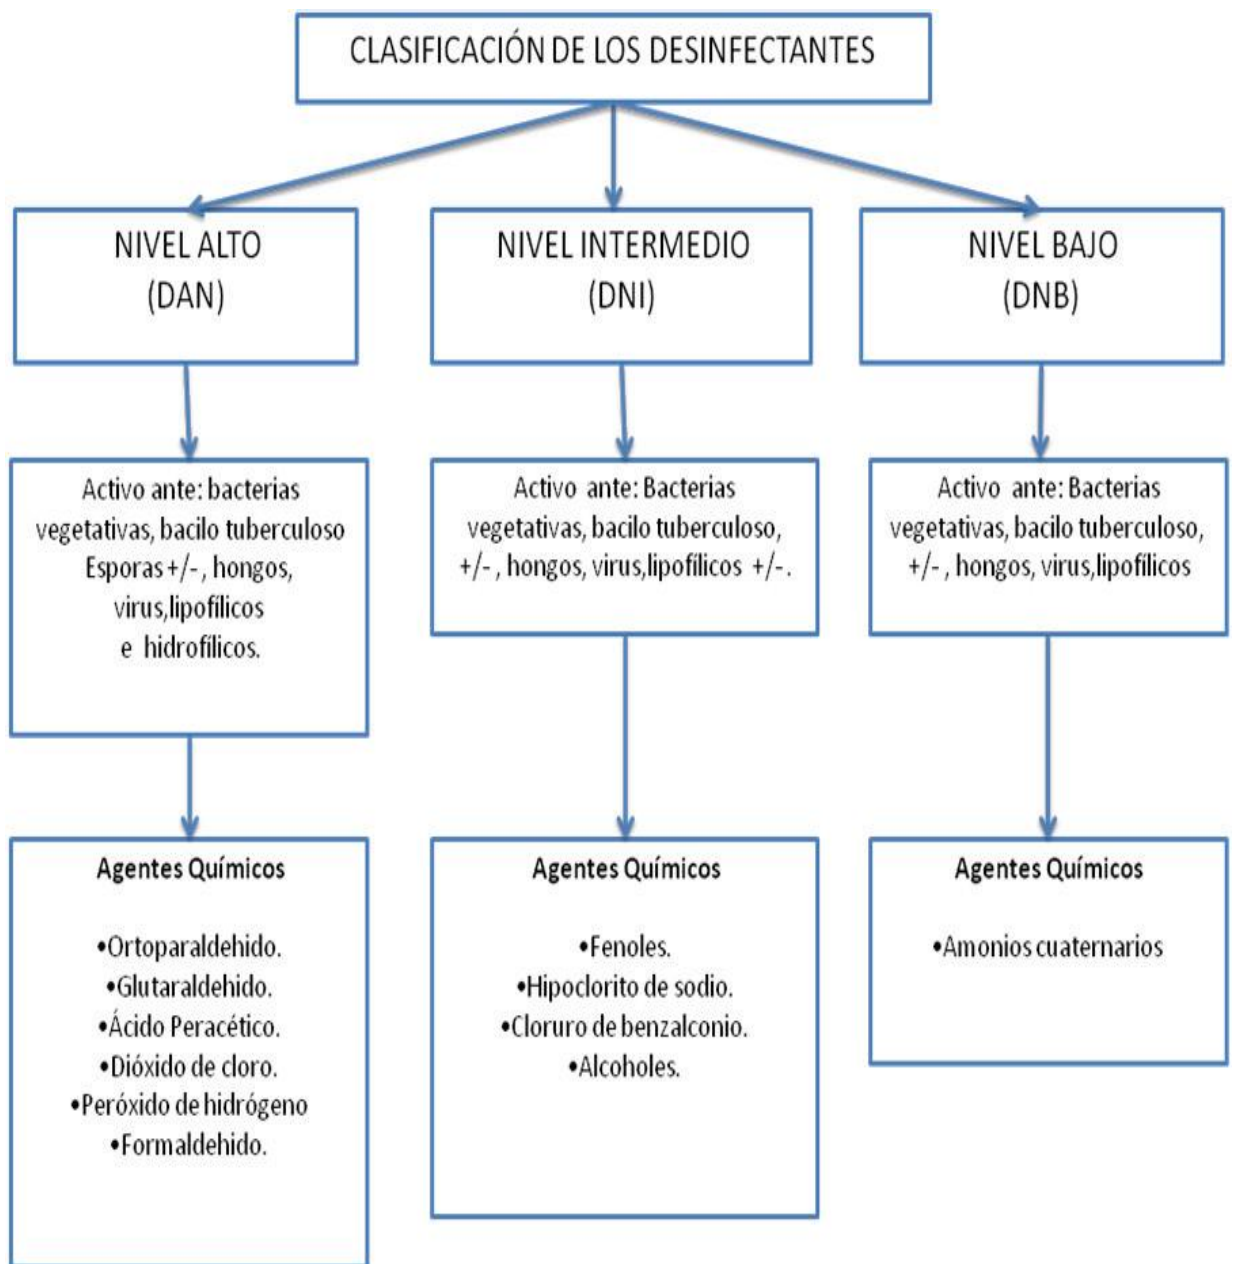 CLASIFICACIÓN DE LOS DESINFECTANTES
NIVEL ALTO
(DAN)
NIVEL INTERMEDIO
(DNI)
NIVEL BAJO
(DNB)
Activo ante: bacterias
vegetativas, bacilo tuberculoso
Esporas +/- , hongos,
virus,lipofílicos
e hidrofílicos.
Activo ante: Bacterias
vegetativas, bacilo tuberculoso,
+/- , hongos, virus,lipofílicos +/-.
Activo ante: Bacterias
vegetativas, bacilo tuberculoso,
+/- , hongos, virus,lipofílicos
Agentes Químicos
•Ortoparaldehido.
•Glutaraldehido.
•Ácido Peracético.
•Dióxido de cloro.
•Peróxido de hidrógeno
•Formaldehido.
Agentes Químicos
•Fenoles.
•Hipoclorito de sodio.
•Cloruro de benzalconio.
•Alcoholes.
Agentes Químicos
•Amonios cuaternarios